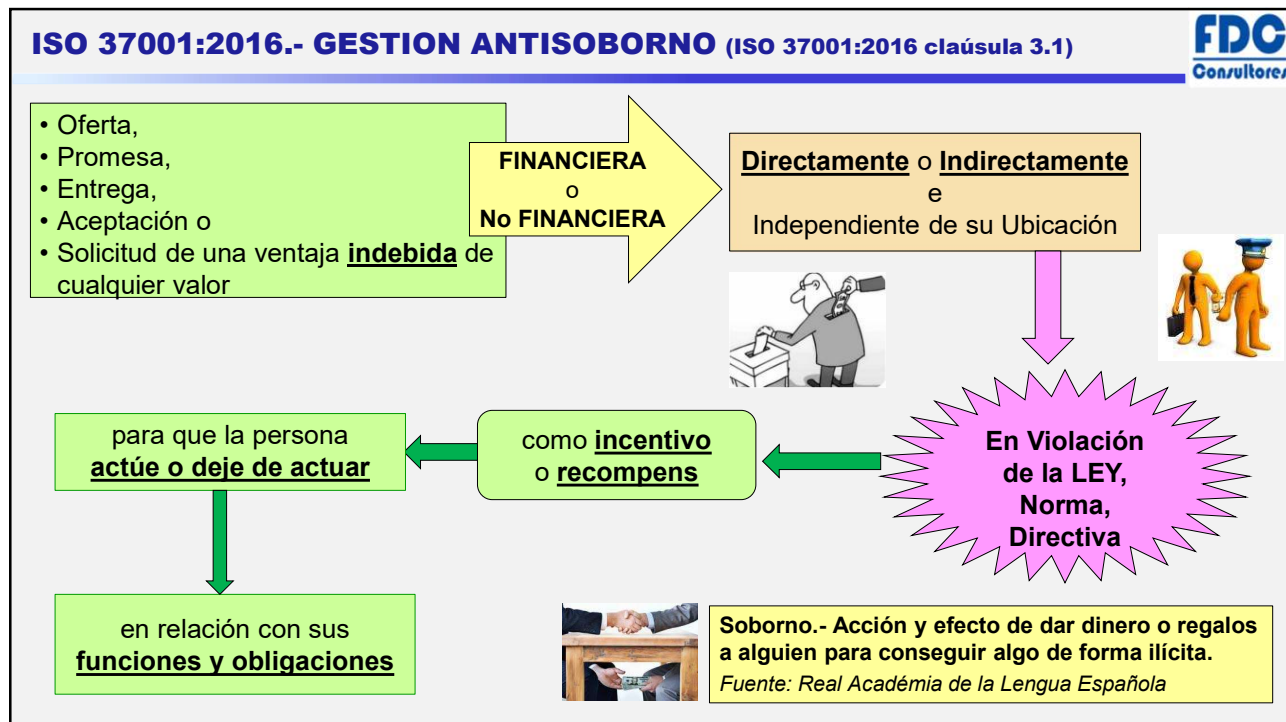 ISO 37001:2016.- GESTION ANTISOBORNO (ISO 37001:2016 claúsula 3.1)
FDC
Consultores
• Oferta,
• Promesa,
• Entrega,
• Aceptación o
• Solicitud de una ventaja indebida de
cualquier valor
FINANCIERA
o
No FINANCIERA
Directamente o Indirectamente
e
Independiente de su Ubicación
En Violación
de la LEY,
Norma,
Directiva
como incentivo
o recompens
para que la persona
actúe o deje de actuar
en relación con sus
funciones y obligaciones
Soborno.- Acción y efecto de dar dinero o regalos
a alguien para conseguir algo de forma ilícita.
Fuente: Real Académia de la Lengua Española